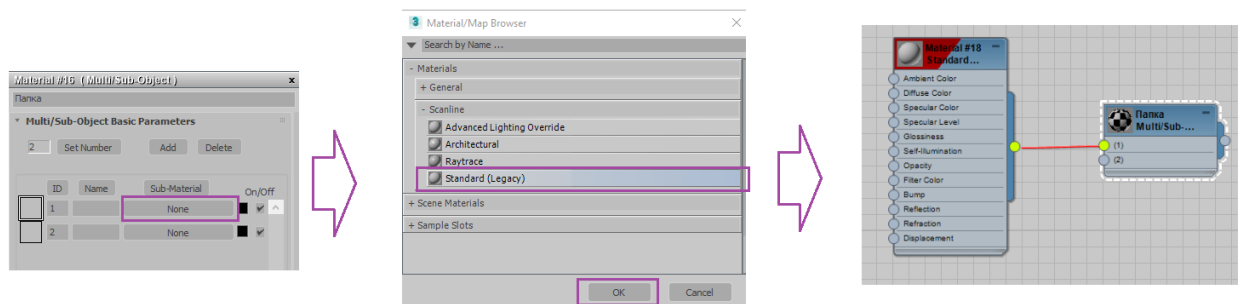 Material #16 ( Multi/Sub-Object )
x
Папка
Multi/Sub-Object Basic Parameters
2 Set Number Add Delete
ID Name Sub-Material On/Off
1 None
2 None
3 Material/Map Browser
Search by Name ...
- Materials
+ General
- Scanline
Advanced Lighting Override
Architectural
Raytrace
Standard (Legacy)
+ Scene Materials
+ Sample Slots
OK Cancel
Material #18
Standard...
Ambient Color
Diffuse Color
Specular Color
Specular Level
Glossiness
Self-Illumination
Opacity
Filter Color
Bump
Reflection
Refraction
Displacement
Папка
Multi/Sub-...
(1)
(2)